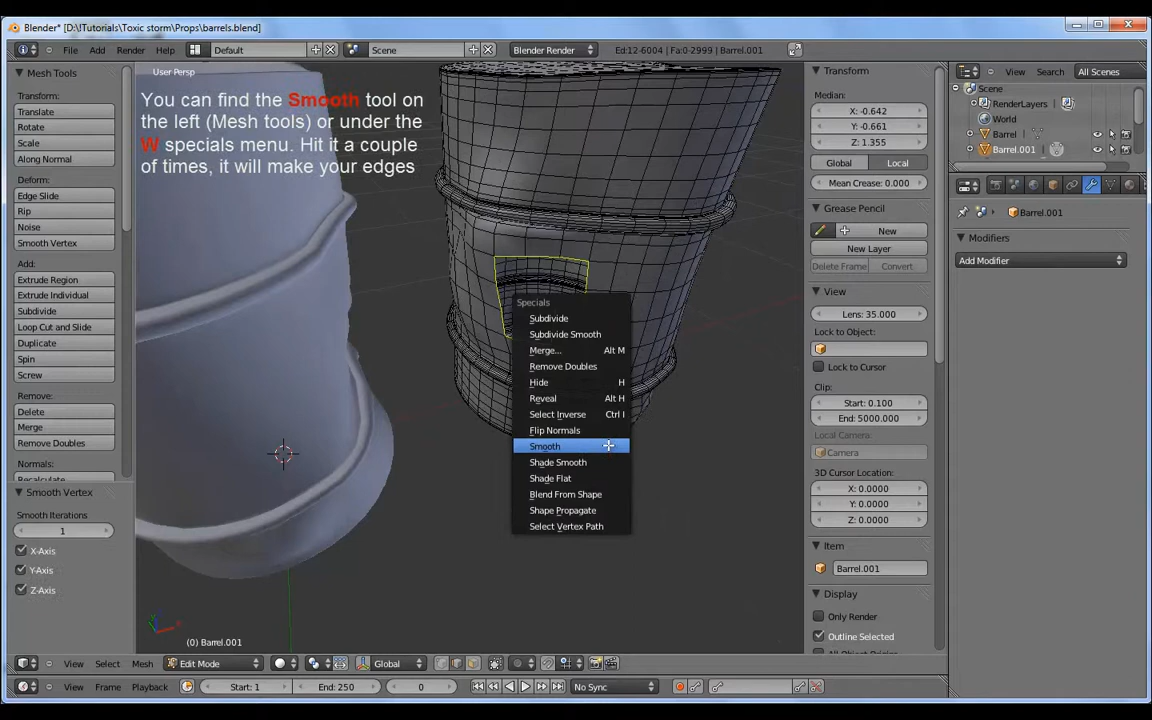 Blender* [D:\!Tutorials\Toxic storm\Props\barrels.blend]
File Add Render Help Default Scene Blender Render Ed:12-6004 | Fa:0-2999 | Barrel.001
Mesh Tools
Transform:
Translate
Rotate
Scale
Along Normal
Deform:
Edge Slide
Rip
Noise
Smooth Vertex
Add:
Extrude Region
Extrude Individual
Subdivide
Loop Cut and Slide
Duplicate
Spin
Screw
Remove:
Delete
Merge
Remove Doubles
Normals:
Recalculate
Smooth Vertex
Smooth Iterations
1
X-Axis
Y-Axis
Z-Axis
User Persp
You can find the Smooth tool on
the left (Mesh tools) or under the
W specials menu. Hit it a couple
of times, it will make your edges
Specials
Subdivide
Subdivide Smooth
Merge... Alt M
Remove Doubles
Hide H
Reveal Alt H
Select Inverse Ctrl I
Flip Normals
Smooth
Shade Smooth
Shade Flat
Blend From Shape
Shape Propagate
Select Vertex Path
(0) Barrel.001
Transform
Median:
X: -0.642
Y: -0.661
Z: 1.355
Global Local
Mean Crease: 0.000
Grease Pencil
New
New Layer
Delete Frame Convert
View
Lens: 35.000
Lock to Object:
Lock to Cursor
Clip:
Start: 0.100
End: 5000.000
Local Camera:
Camera
3D Cursor Location:
X: 0.0000
Y: 0.0000
Z: 0.0000
Item
Barrel.001
Display
Only Render
Outline Selected
View Search All Scenes
Scene
RenderLayers
World
Barrel
Barrel.001
Barrel.001
Modifiers
Add Modifier
View Select Mesh Edit Mode Global
View Frame Playback Start: 1 End: 250 0 No Sync